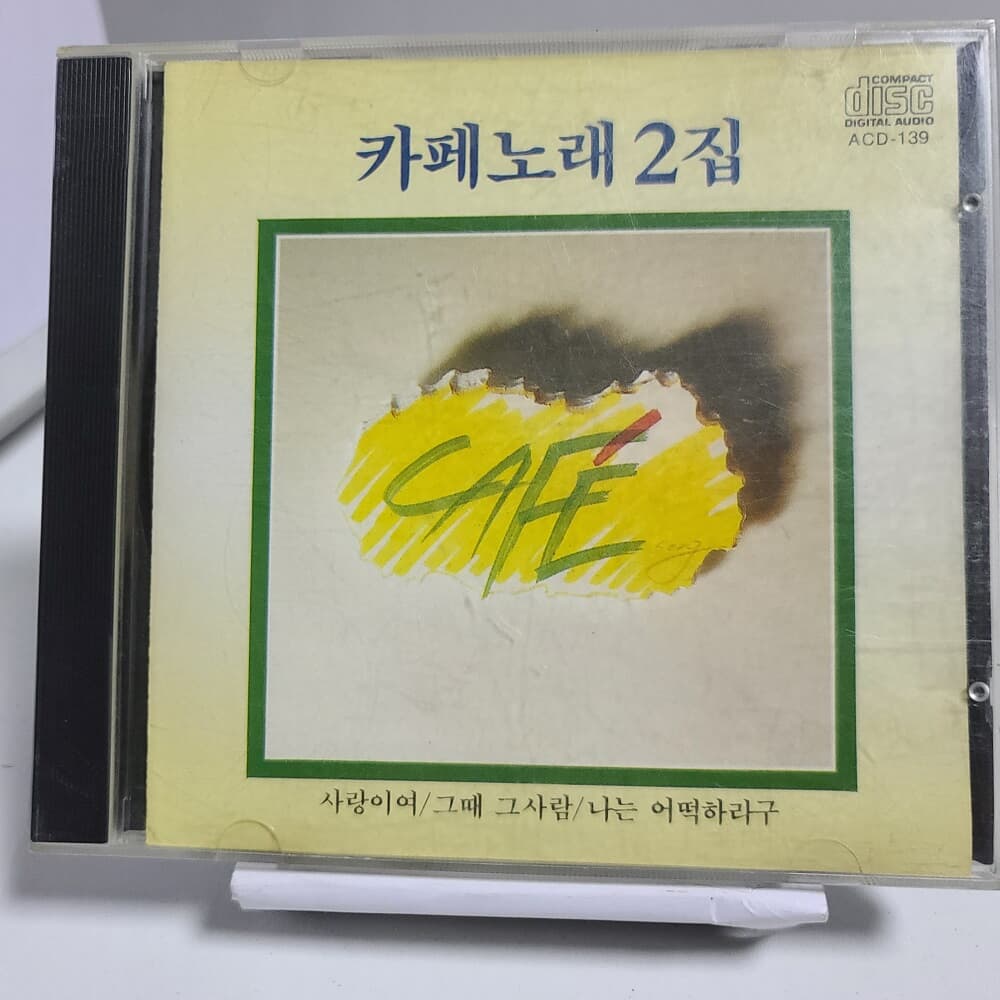 COMPACT
disc
DIGITAL AUDIO
ACD-139
카페노래 2집
CAFÉ
song
사랑이여/그때 그사람/나는 어떡하라구